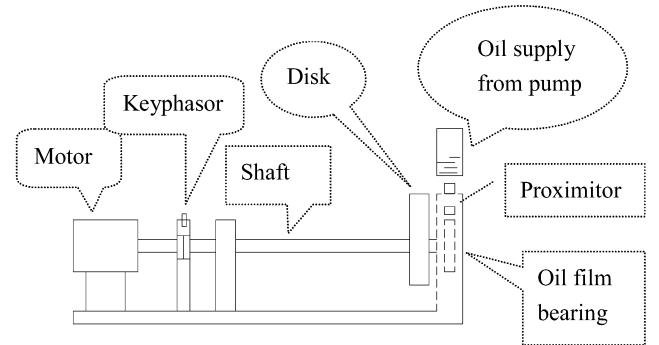 Oil supply
from pump
Disk
Keyphasor
Motor
Shaft
Proximitor
Oil film
bearing